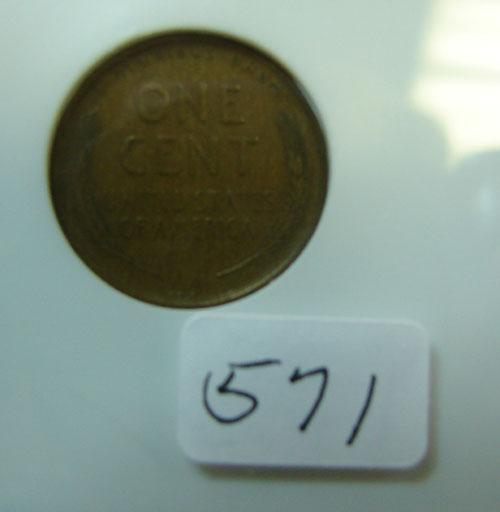 ONE
CENT
UNITED STATES
OF AMERICA
571